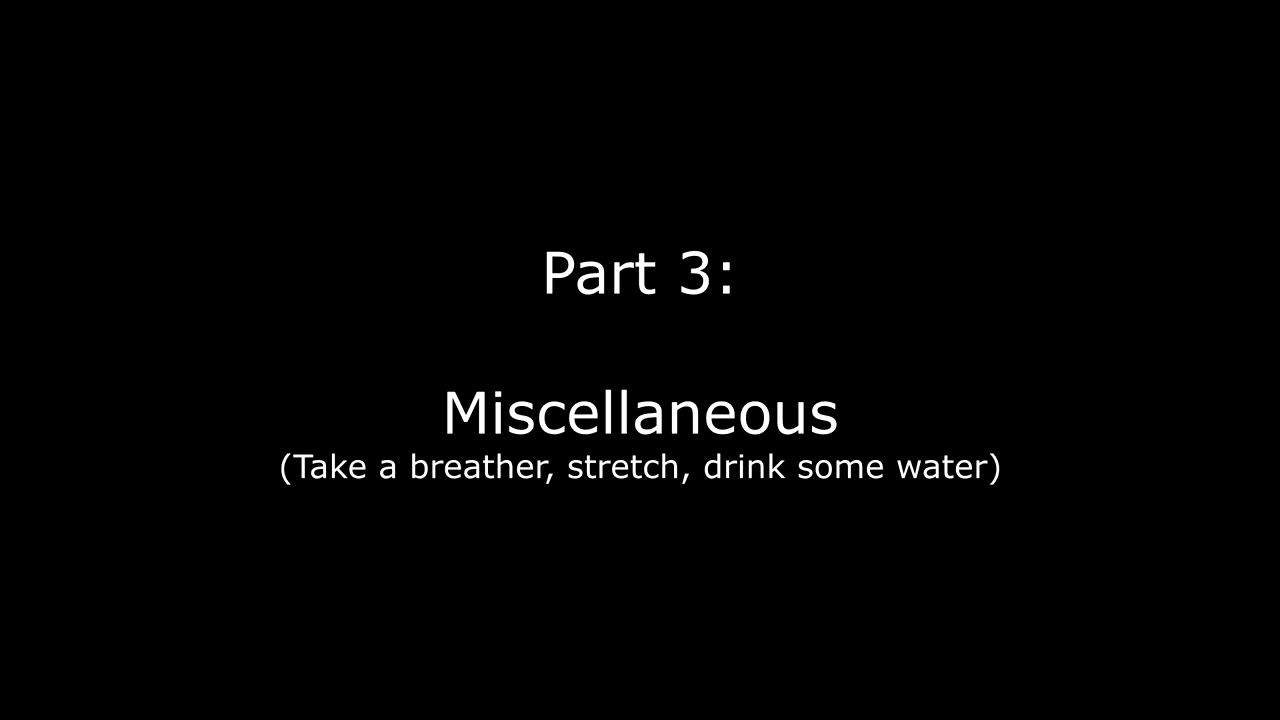 Part 3:
Miscellaneous
(Take a breather, stretch, drink some water)